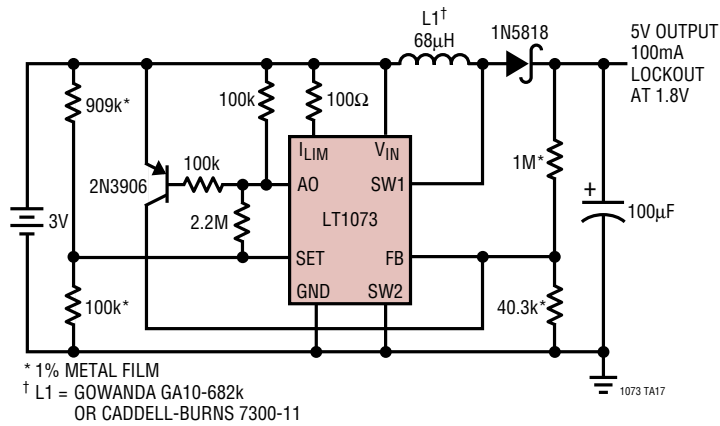 L1†
68µH
1N5818
5V OUTPUT
100mA
LOCKOUT
AT 1.8V
909k*
100k
100Ω
ILIM
VIN
1M*
2N3906
100k
AO
SW1
3V
2.2M
LT1073
+
100µF
SET
FB
100k*
GND
SW2
40.3k*
* 1% METAL FILM
† L1 = GOWANDA GA10-682k
OR CADDELL-BURNS 7300-11
1073 TA17